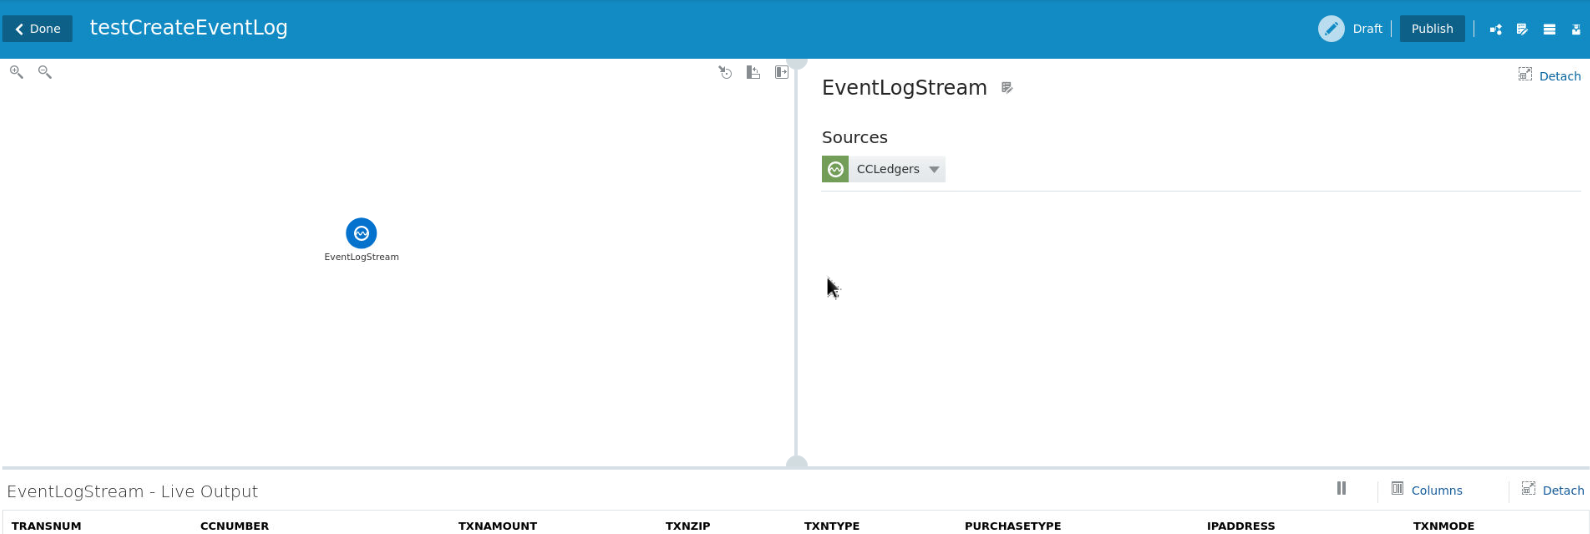 Done testCreateEventLog Draft Publish
Detach
EventLogStream
Sources
CCLedgers
EventLogStream
EventLogStream - Live Output Columns Detach
TRANSNUM CCNUMBER TXNAMOUNT TXNZIP TXNTYPE PURCHASETYPE IPADDRESS TXNMODE